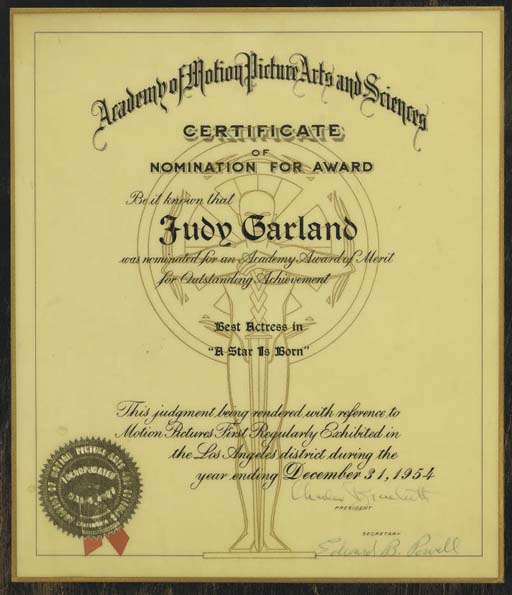 Academy of Motion Picture Arts and Sciences
CERTIFICATE
OF
NOMINATION FOR AWARD
Be it known that
Judy Garland
was nominated for an Academy Award of Merit
for Outstanding Achievement
Best Actress in
"A Star Is Born"
This judgment being rendered with reference to
Motion Pictures First Regularly Exhibited in
the Los Angeles district during the
year ending December 31, 1954
PRESIDENT
SECRETARY
Edward B. Powell
INCORPORATED